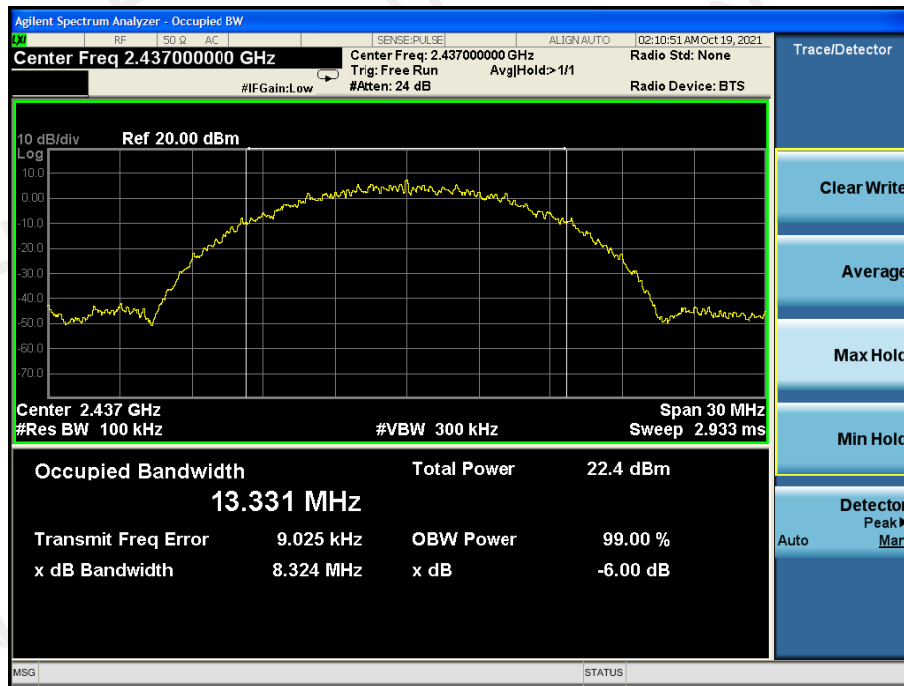 Agilent Spectrum Analyzer - Occupied BW
LXI RF 50 Ω AC SENSE:PULSE ALIGN AUTO 02:10:51 AM Oct 19, 2021
Center Freq 2.437000000 GHz Center Freq: 2.437000000 GHz Radio Std: None
Trig: Free Run Avg|Hold:>1/1
#IFGain:Low #Atten: 24 dB Radio Device: BTS
10 dB/div Ref 20.00 dBm
Log
10.0
0.00
-10.0
-20.0
-30.0
-40.0
-50.0
-60.0
-70.0
Center 2.437 GHz Span 30 MHz
#Res BW 100 kHz #VBW 300 kHz Sweep 2.933 ms
Occupied Bandwidth Total Power 22.4 dBm
13.331 MHz
Transmit Freq Error 9.025 kHz OBW Power 99.00 %
x dB Bandwidth 8.324 MHz x dB -6.00 dB
MSG STATUS
Trace/Detector
Clear Write
Average
Max Hold
Min Hold
Detector
Peak▶
Auto Man